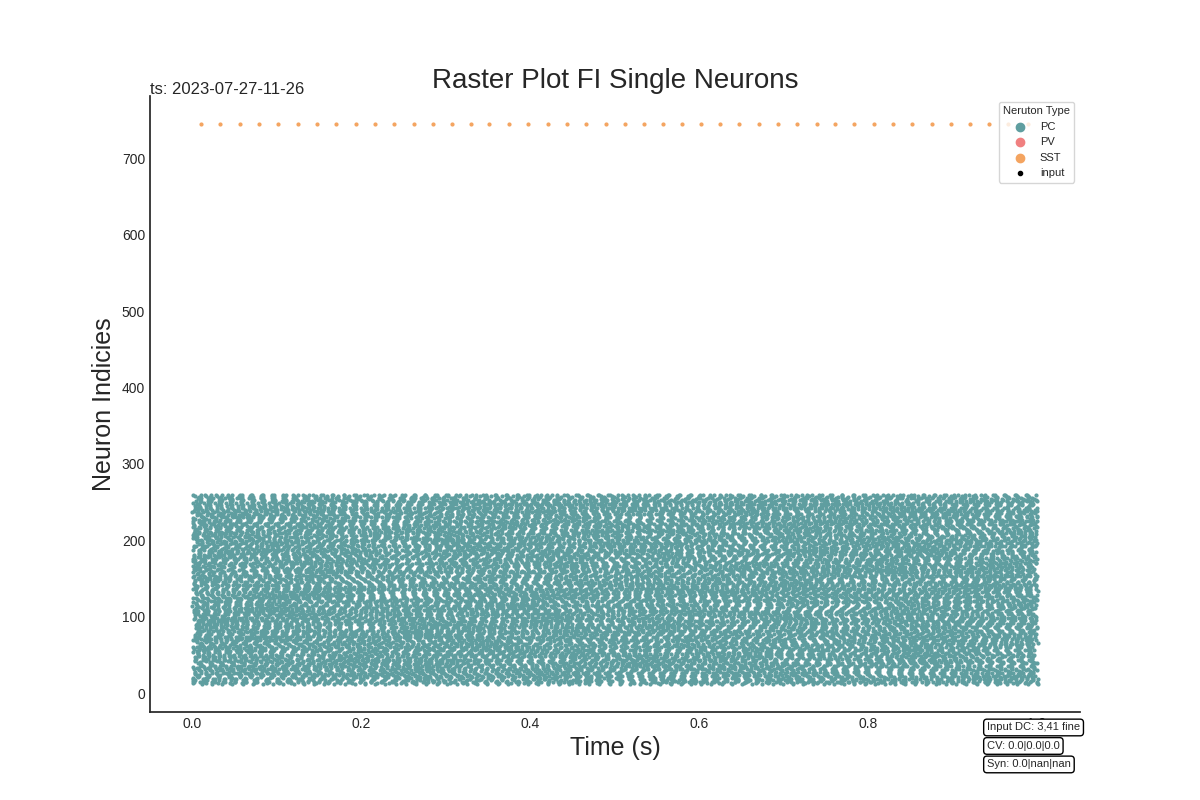 Raster Plot FI Single Neurons
ts: 2023-07-27-11-26
Neruton Type
PC
PV
SST
input
700
600
500
400
300
200
100
0
Neuron Indicies
0.0
0.2
0.4
0.6
0.8
Time (s)
Input DC: 3,41 fine
CV: 0.0|0.0|0.0
Syn: 0.0|nan|nan